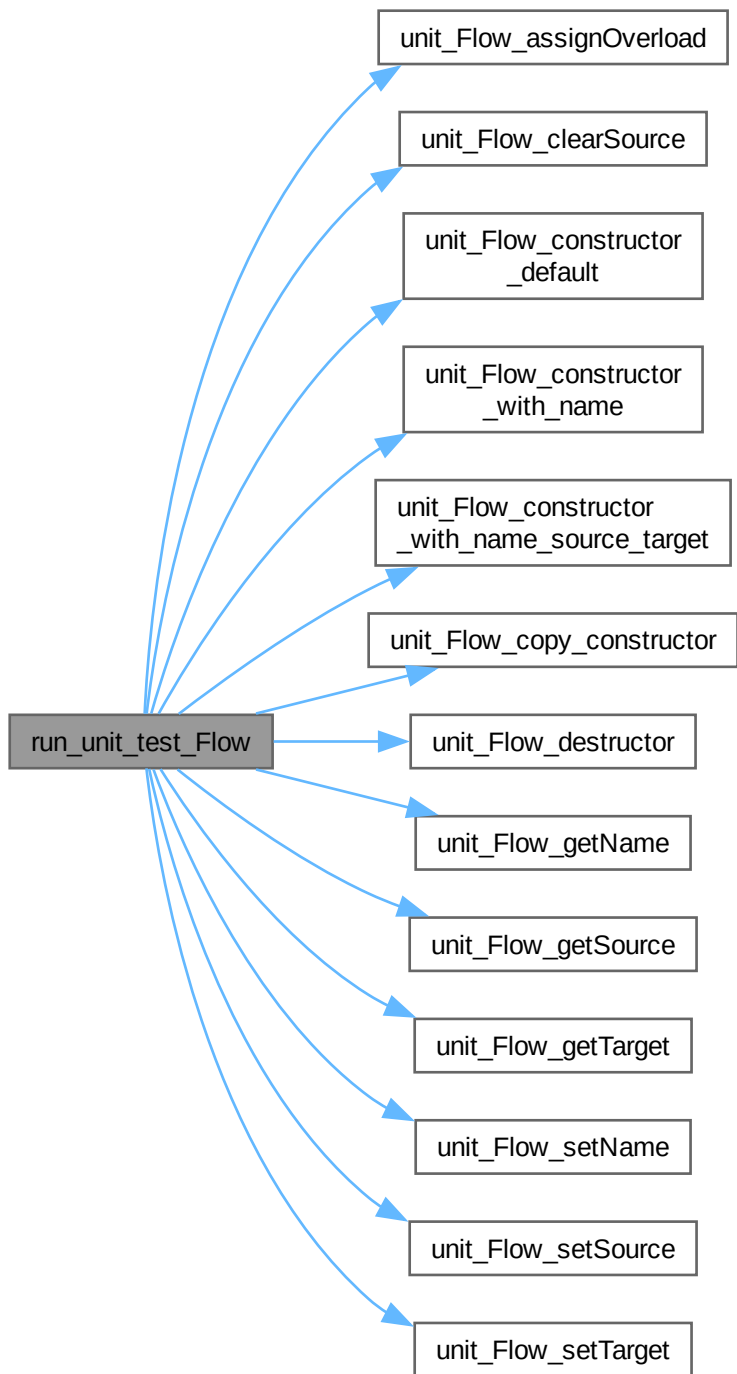 unit_Flow_assignOverload
unit_Flow_clearSource
unit_Flow_constructor
_default
unit_Flow_constructor
_with_name
unit_Flow_constructor
_with_name_source_target
unit_Flow_copy_constructor
run_unit_test_Flow
unit_Flow_destructor
unit_Flow_getName
unit_Flow_getSource
unit_Flow_getTarget
unit_Flow_setName
unit_Flow_setSource
unit_Flow_setTarget